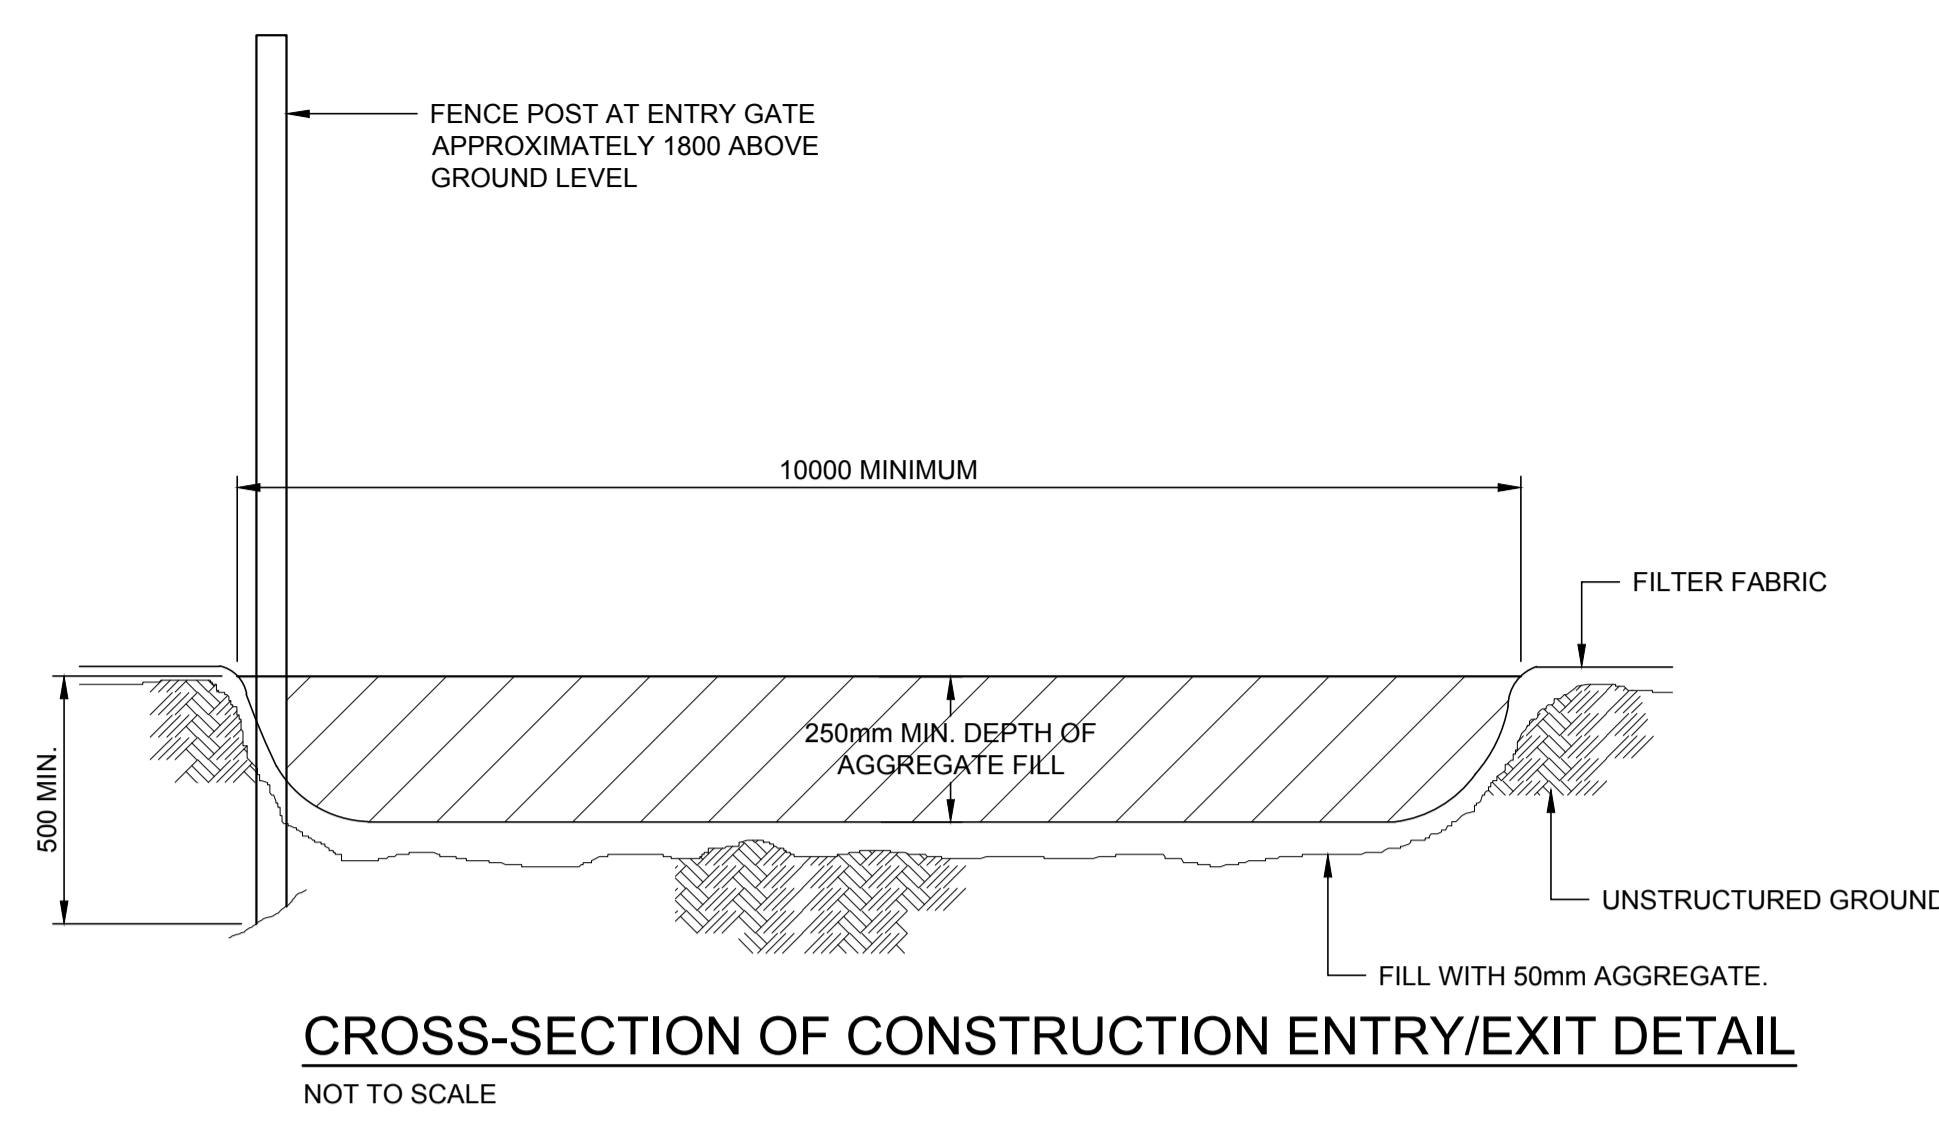 FENCE POST AT ENTRY GATE
APPROXIMATELY 1800 ABOVE
GROUND LEVEL
10000 MINIMUM
FILTER FABRIC
250mm MIN. DEPTH OF
AGGREGATE FILL
500 MIN.
UNSTRUCTURED GROUND
FILL WITH 50mm AGGREGATE.
CROSS-SECTION OF CONSTRUCTION ENTRY/EXIT DETAIL
NOT TO SCALE